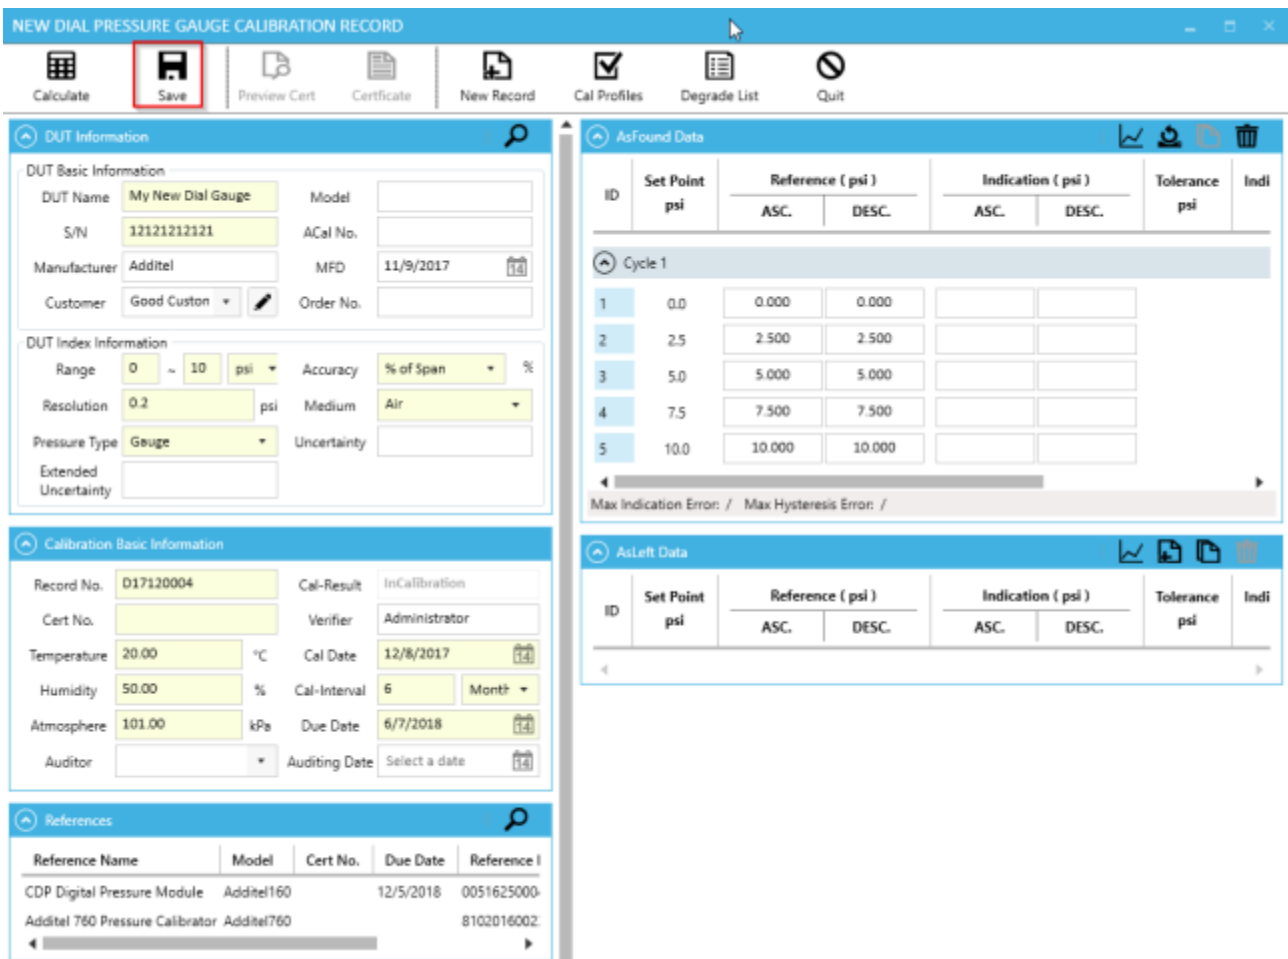 NEW DIAL PRESSURE GAUGE CALIBRATION RECORD
Calculate Save Preview Cert Certficate New Record Cal Profiles Degrade List Quit
DUT Information
DUT Basic Information
DUT Name My New Dial Gauge Model
S/N 12121212121 ACal No.
Manufacturer Additel MFD 11/9/2017 14
Customer Good Custon Order No.
DUT Index Information
Range 0 ~ 10 psi Accuracy % of Span %
Resolution 0.2 psi Medium Air
Pressure Type Gauge Uncertainty
Extended
Uncertainty
Calibration Basic Information
Record No. D17120004 Cal-Result InCalibration
Cert No. Verifier Administrator
Temperature 20.00 °C Cal Date 12/8/2017 14
Humidity 50.00 % Cal-Interval 6 Month
Atmosphere 101.00 kPa Due Date 6/7/2018 14
Auditor Auditing Date Select a date 14
References
Reference Name Model Cert No. Due Date Reference I
CDP Digital Pressure Module Additel160 12/5/2018 0051625000
Additel 760 Pressure Calibrator Additel760 8102016002
AsFound Data
ID Set Point psi Reference ( psi ) Indication ( psi ) Tolerance psi Indi
ASC. DESC. ASC. DESC.
Cycle 1
1 0.0 0.000 0.000
2 2.5 2.500 2.500
3 5.0 5.000 5.000
4 7.5 7.500 7.500
5 10.0 10.000 10.000
Max Indication Error: / Max Hysteresis Error: /
AsLeft Data
ID Set Point psi Reference ( psi ) Indication ( psi ) Tolerance psi Indi
ASC. DESC. ASC. DESC.